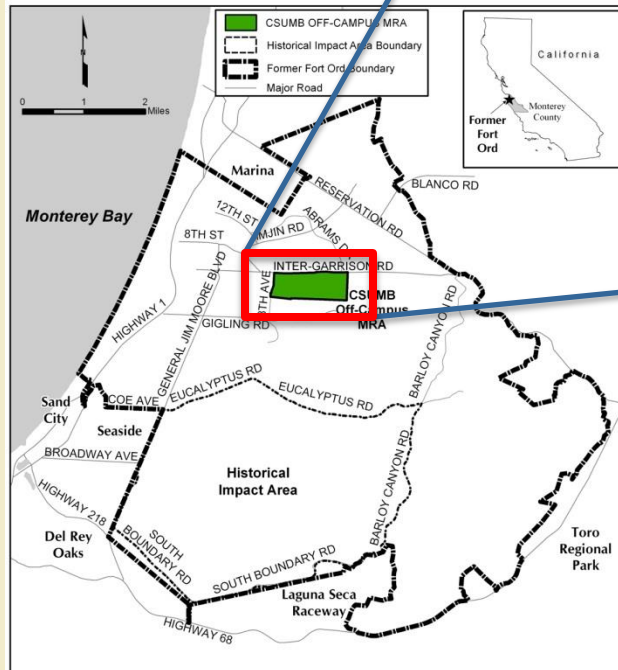 CSUMB OFF-CAMPUS MRA
Historical Impact Area Boundary
Former Fort Ord Boundary
Major Road
N
0 1 2
Miles
California
Monterey
County
Former
Fort
Ord
Marina
RESERVATION RD
BLANCO RD
12TH ST
IMJIN RD
ABRAMS D
8TH ST
Monterey Bay
INTER-GARRISON RD
8TH AVE
CSUMB
Off-Campus
MRA
HIGHWAY 1
GENERAL JIM MOORE BLVD
GIGLING RD
BARLOY CANYON RD
COE AVE
EUCALYPTUS RD
EUCALYPTUS RD
Sand
City
Seaside
BROADWAY AVE
Historical
Impact Area
BARLOY CANYON RD
HIGHWAY 218
Del Rey
Oaks
SOUTH
BOUNDARY RD
SOUTH BOUNDARY RD
Laguna Seca
Raceway
Toro
Regional
Park
HIGHWAY 68